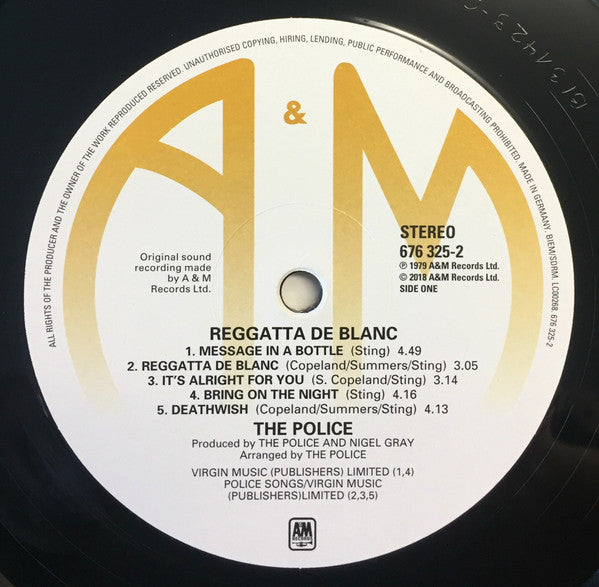 ALL RIGHTS OF THE PRODUCER AND THE OWNER OF THE WORK REPRODUCED RESERVED. UNAUTHORISED COPYING, HIRING, LENDING, PUBLIC PERFORMANCE AND BROADCASTING PROHIBITED. MADE IN GERMANY. BIEM/SDRM. LC00268. 676 325-2
A & M
STEREO
676 325-2
℗ 1979 A&M Records Ltd.
© 2018 A&M Records Ltd.
SIDE ONE
Original sound
recording made
by A & M
Records Ltd.
REGGATTA DE BLANC
1. MESSAGE IN A BOTTLE (Sting) 4.49
2. REGGATTA DE BLANC (Copeland/Summers/Sting) 3.05
3. IT'S ALRIGHT FOR YOU (S. Copeland/Sting) 3.14
4. BRING ON THE NIGHT (Sting) 4.16
5. DEATHWISH (Copeland/Summers/Sting) 4.13
THE POLICE
Produced by THE POLICE AND NIGEL GRAY
Arranged by THE POLICE
VIRGIN MUSIC (PUBLISHERS) LIMITED (1,4)
POLICE SONGS/VIRGIN MUSIC
(PUBLISHERS)LIMITED (2,3,5)
A&M
RECORDS